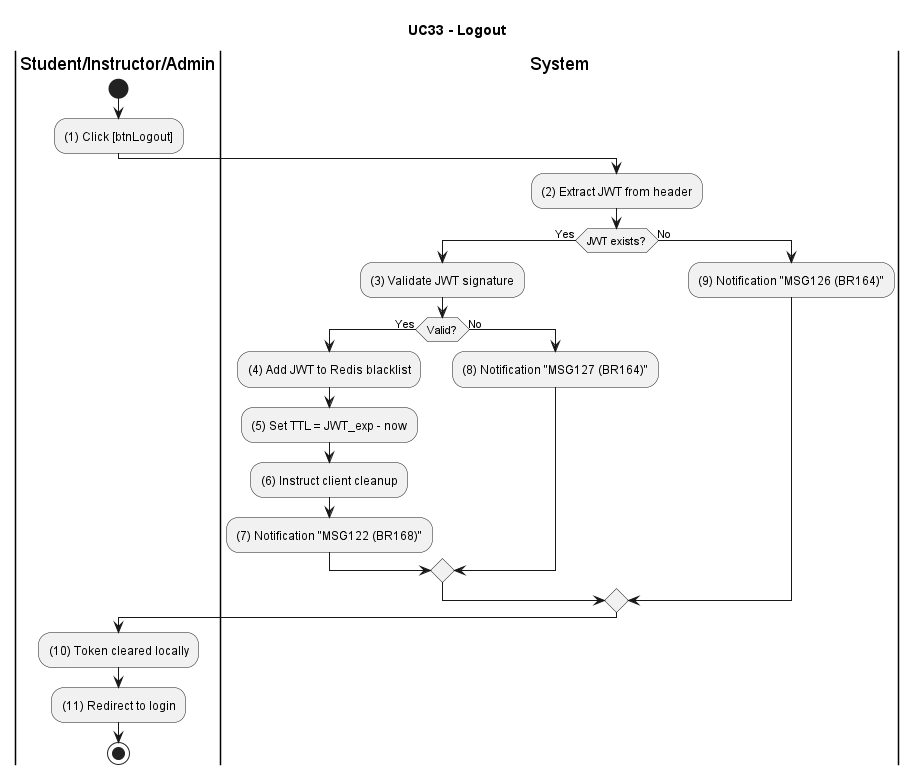 UC33 - Logout
Student/Instructor/Admin
System
(1) Click [btnLogout]
(2) Extract JWT from header
JWT exists?
Yes
No
(3) Validate JWT signature
(9) Notification "MSG126 (BR164)"
Valid?
Yes
No
(4) Add JWT to Redis blacklist
(8) Notification "MSG127 (BR164)"
(5) Set TTL = JWT_exp - now
(6) Instruct client cleanup
(7) Notification "MSG122 (BR168)"
(10) Token cleared locally
(11) Redirect to login